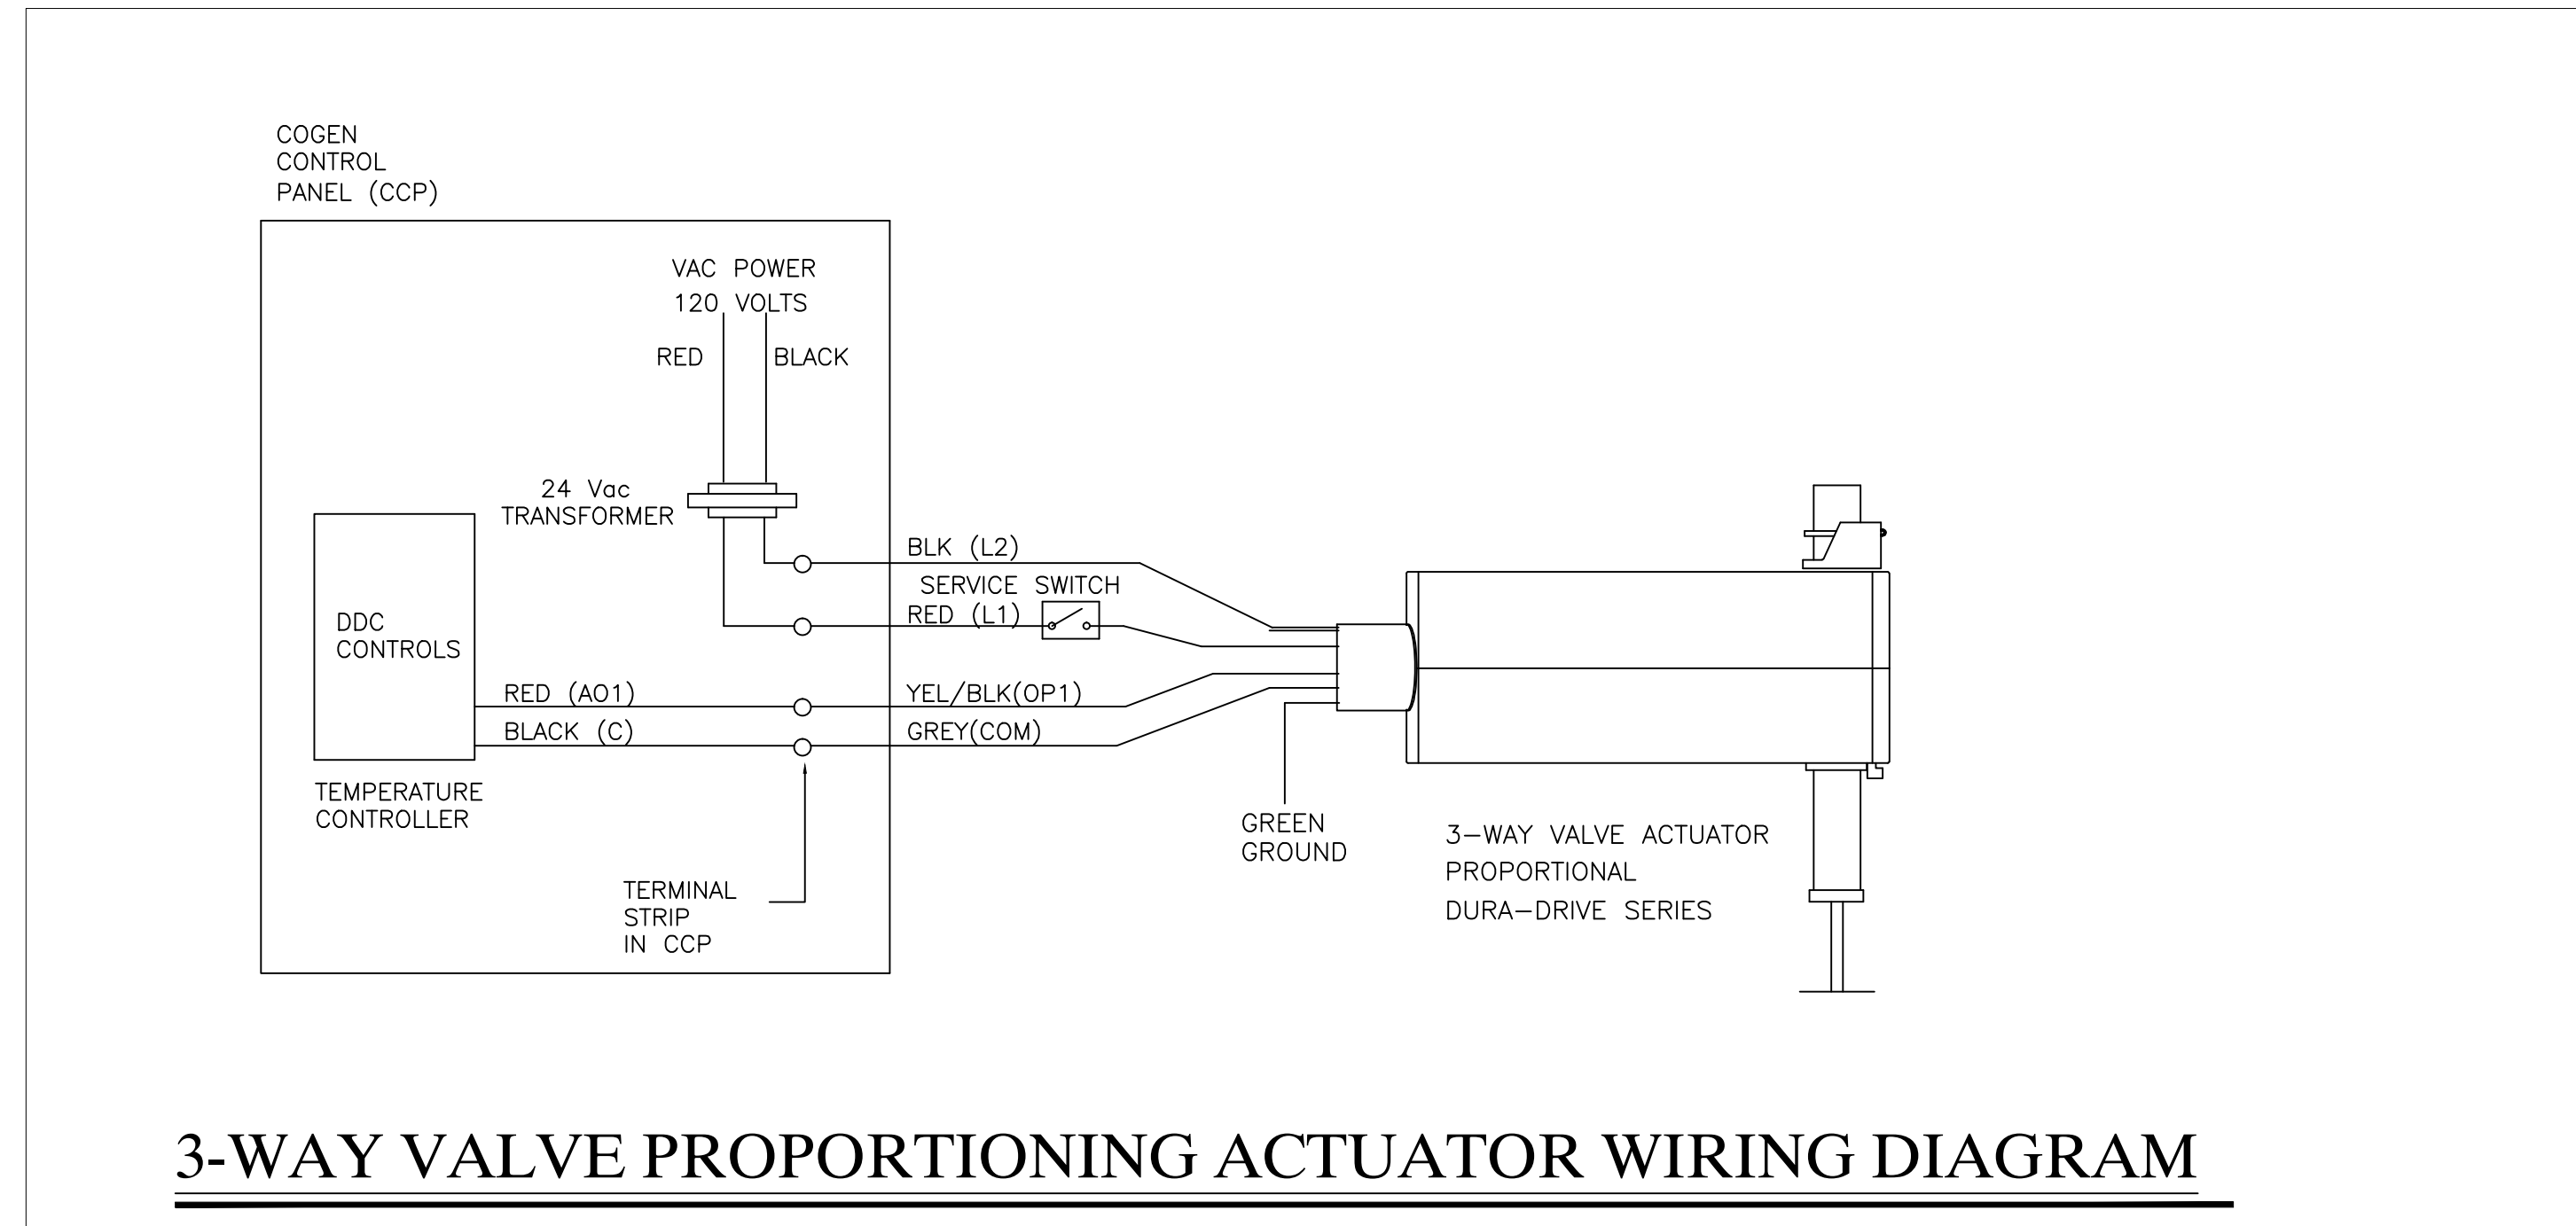 COGEN
CONTROL
PANEL (CCP)
VAC POWER
120 VOLTS
RED
BLACK
24 Vac
TRANSFORMER
BLK (L2)
SERVICE SWITCH
RED (L1)
DDC
CONTROLS
RED (AO1)
YEL/BLK(OP1)
BLACK (C)
GREY(COM)
TEMPERATURE
CONTROLLER
TERMINAL
STRIP
IN CCP
GREEN
GROUND
3-WAY VALVE ACTUATOR
PROPORTIONAL
DURA-DRIVE SERIES
3-WAY VALVE PROPORTIONING ACTUATOR WIRING DIAGRAM